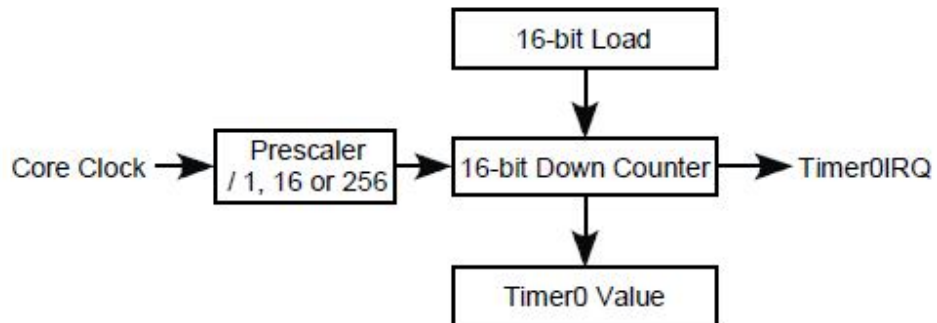 16-bit Load
Core Clock
Prescaler
/ 1, 16 or 256
16-bit Down Counter
Timer0IRQ
Timer0 Value